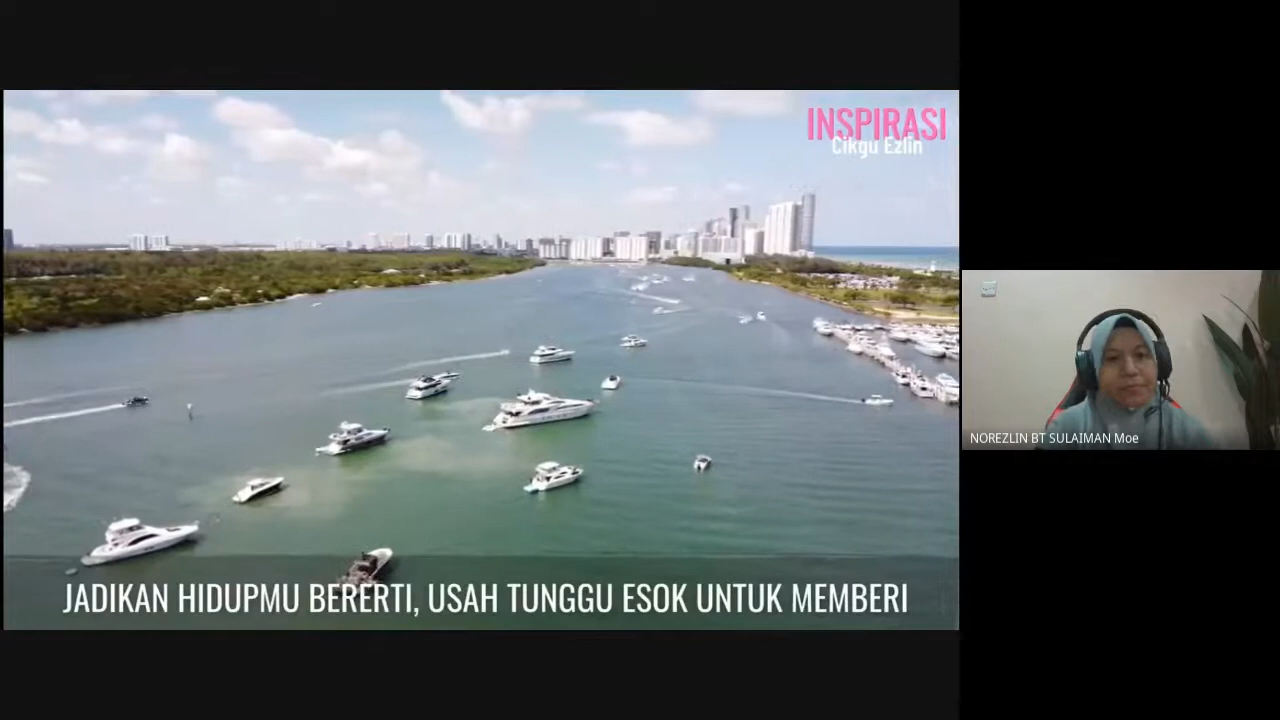 INSPIRASI
Cikgu Ezlin
NOREZLIN BT SULAIMAN Moe
JADIKAN HIDUPMU BERERTI, USAH TUNGGU ESOK UNTUK MEMBERI